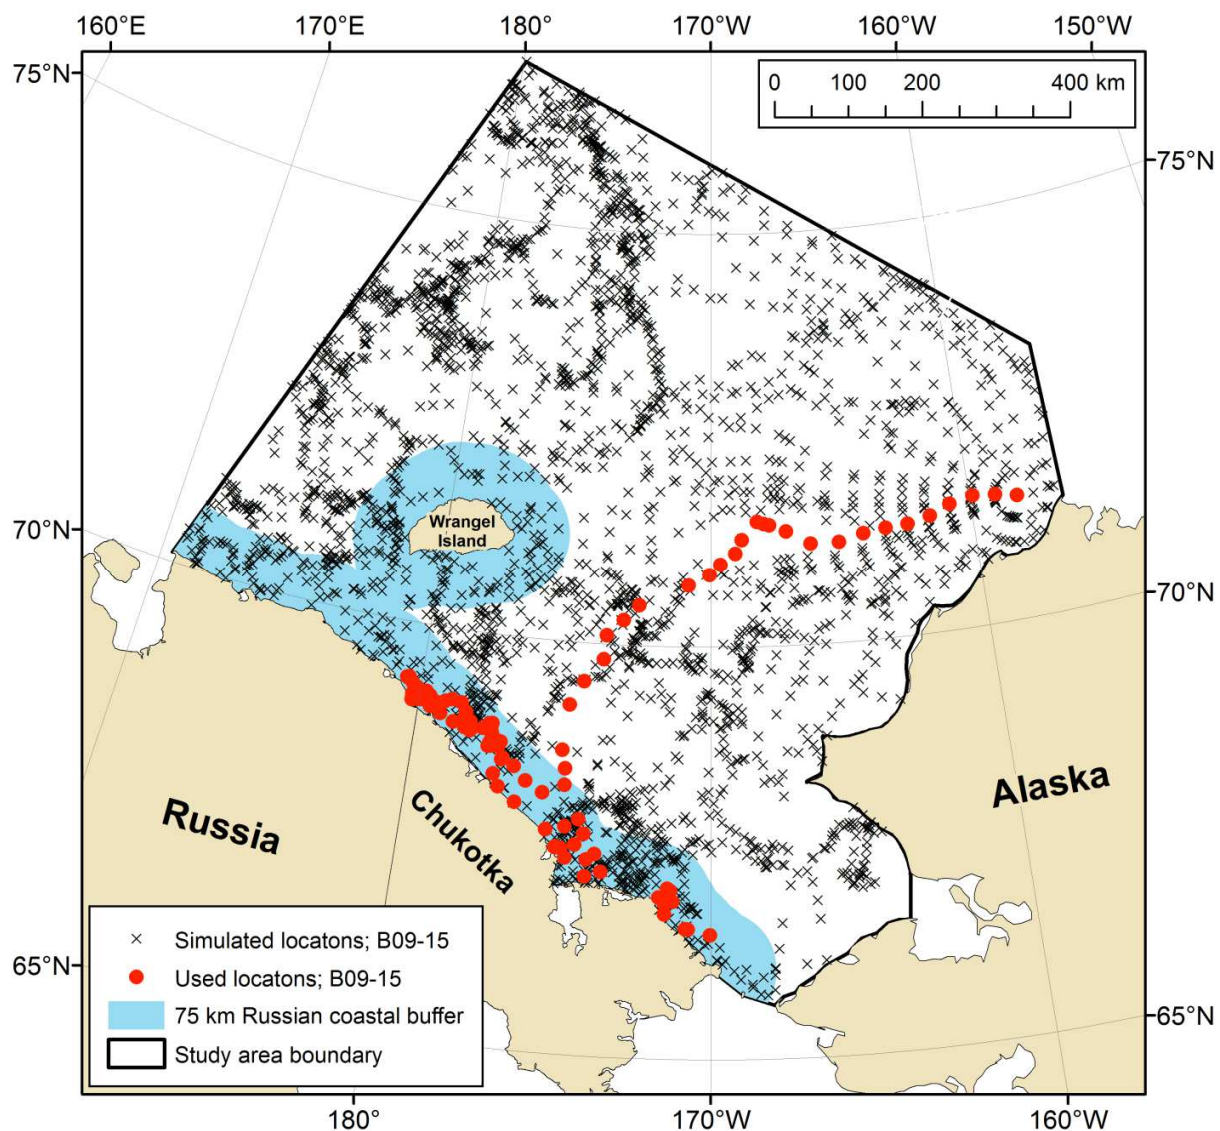 160°E 170°E 180° 170°W 160°W 150°W
75°N
0 100 200 400 km
75°N
Wrangel
Island
70°N
70°N
Alaska
Russia
Chukotka
Simulated locatons; B09-15
Used locatons; B09-15
75 km Russian coastal buffer
Study area boundary
65°N
65°N
180° 170°W 160°W